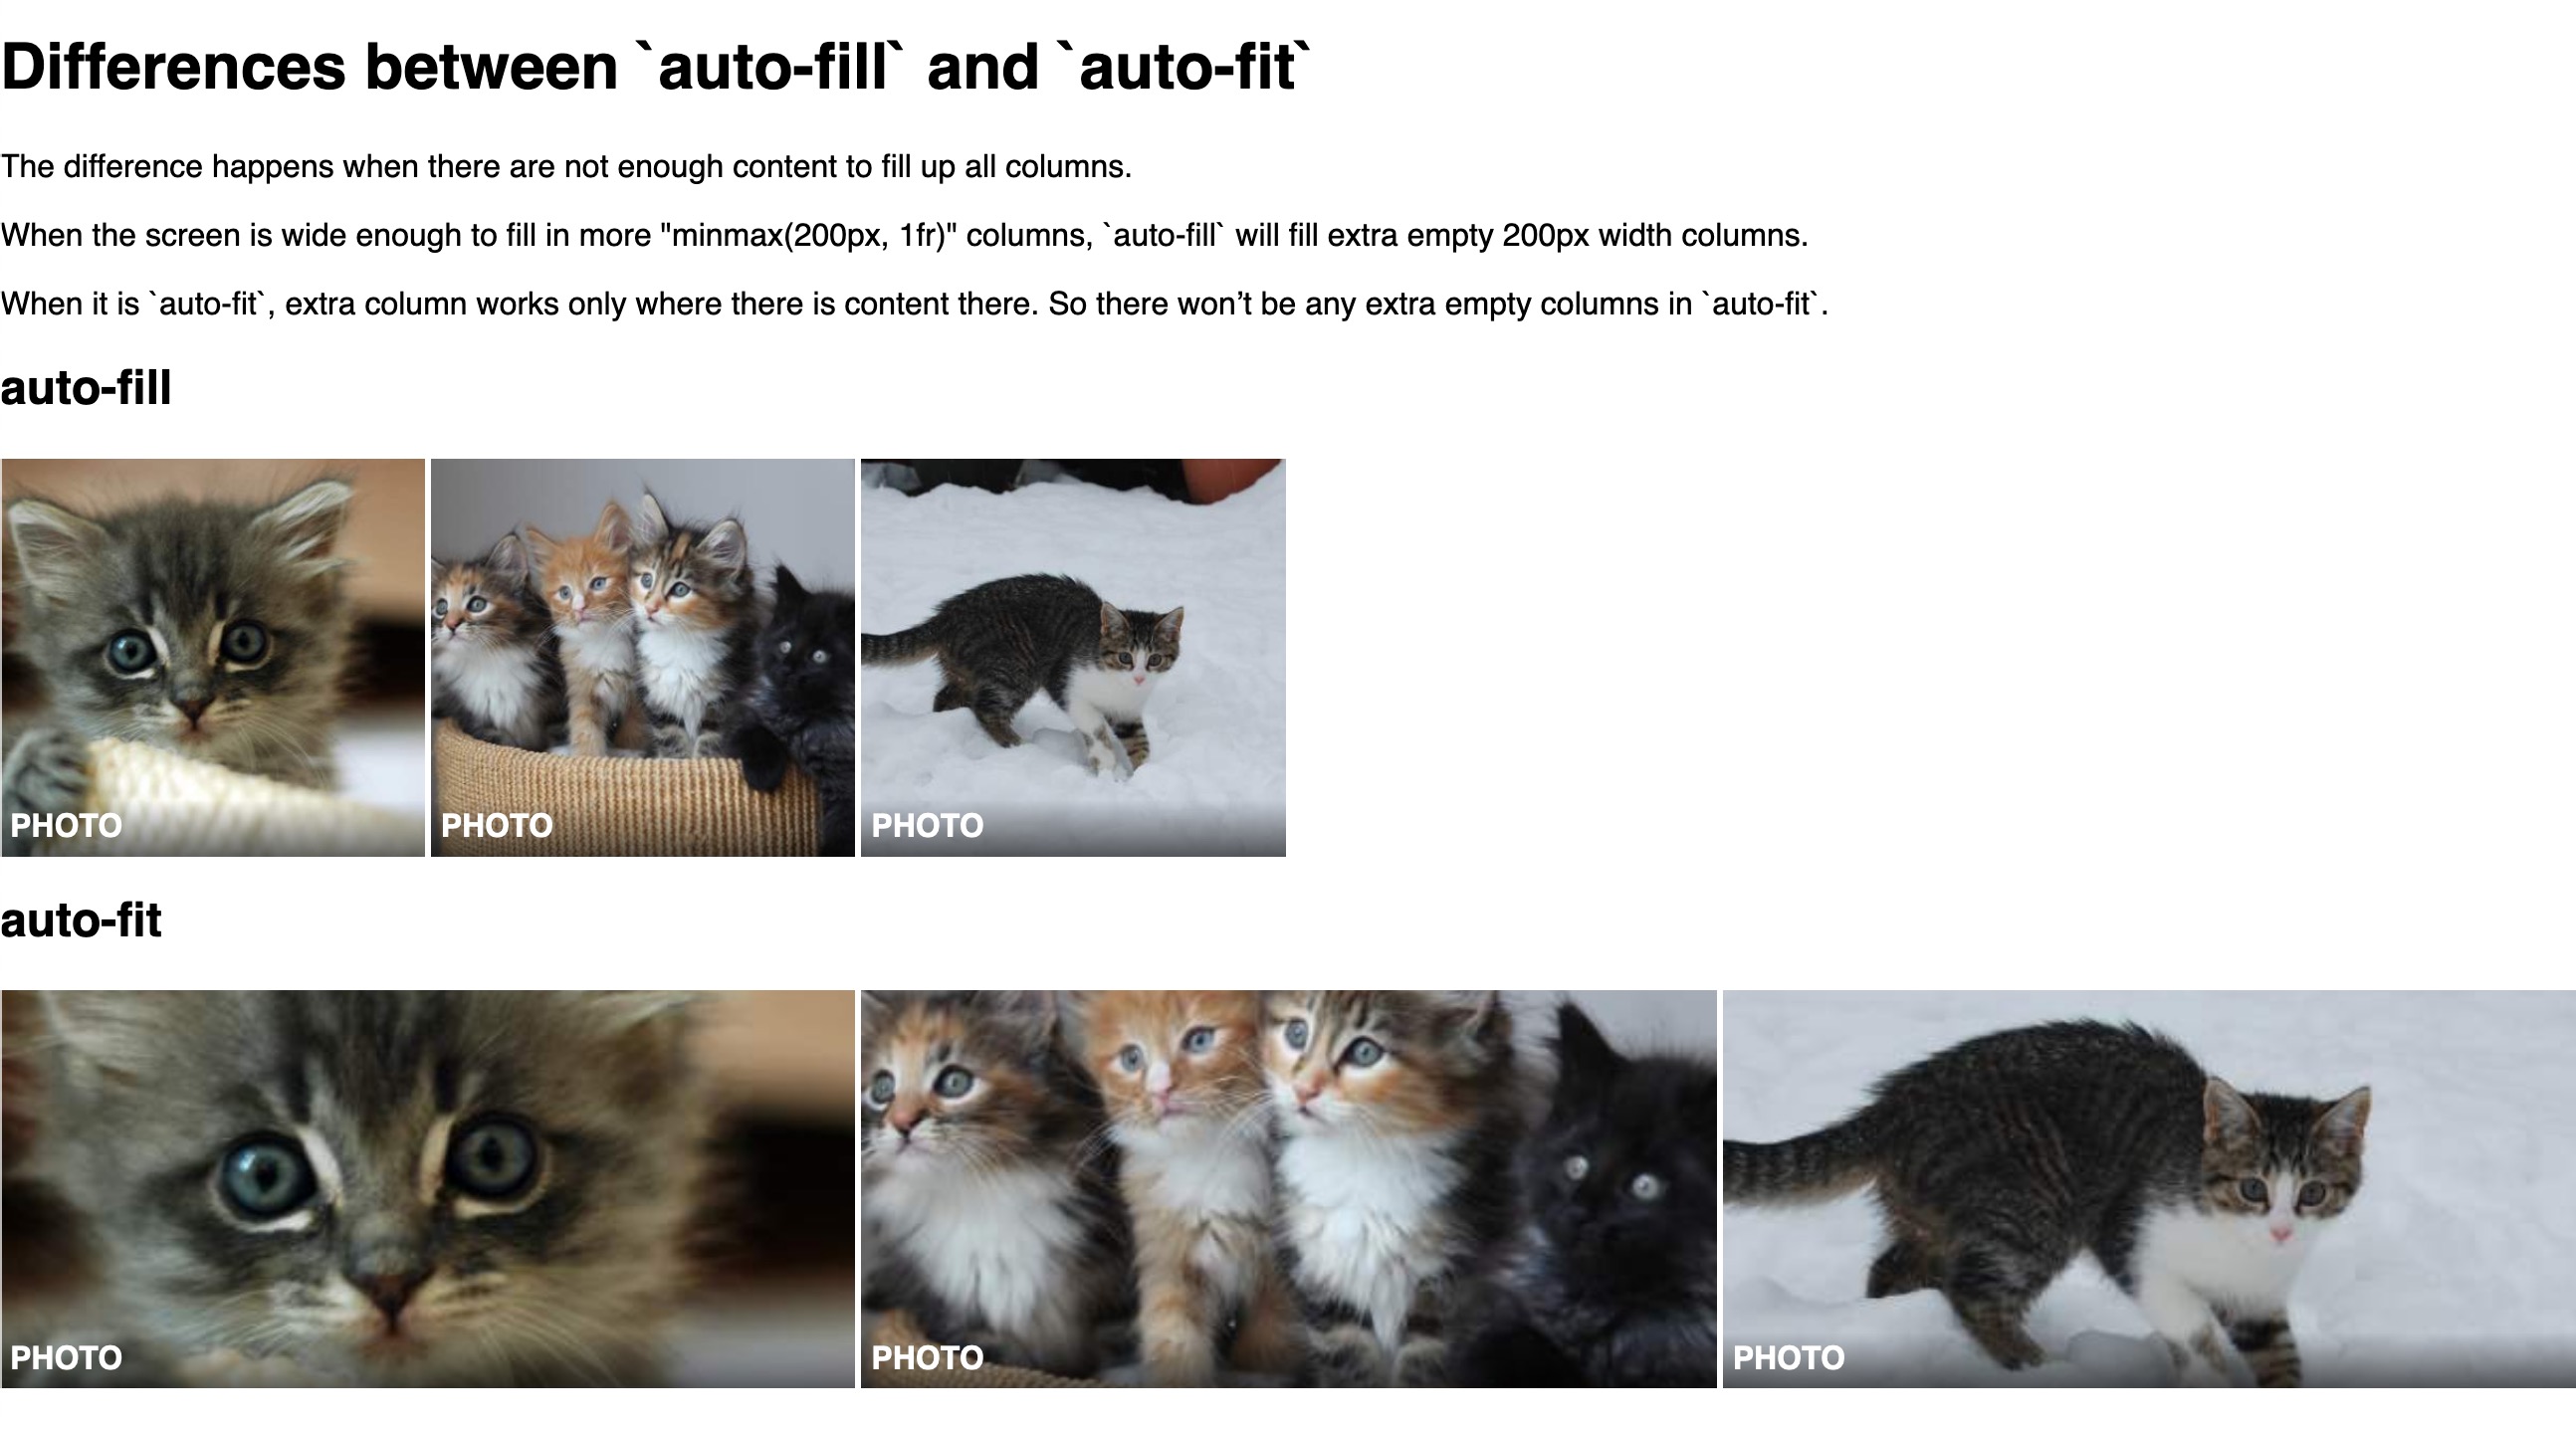 Differences between `auto-fill` and `auto-fit`
The difference happens when there are not enough content to fill up all columns.
When the screen is wide enough to fill in more "minmax(200px, 1fr)" columns, `auto-fill` will fill extra empty 200px width columns.
When it is `auto-fit`, extra column works only where there is content there. So there won’t be any extra empty columns in `auto-fit`.
auto-fill
PHOTO
PHOTO
PHOTO
auto-fit
PHOTO
PHOTO
PHOTO